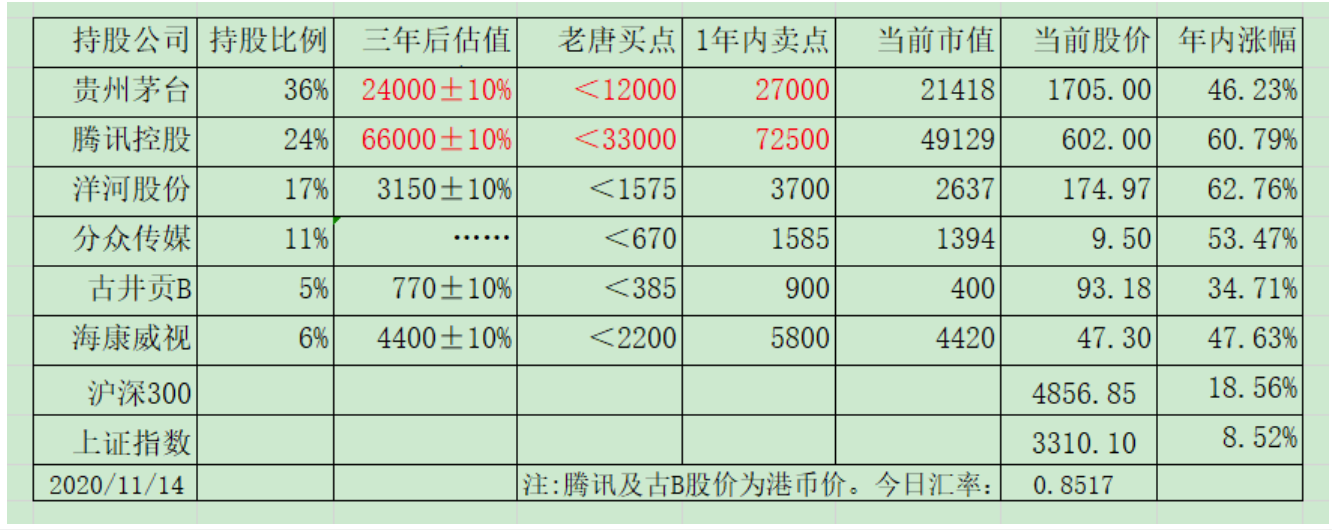 持股公司 持股比例 三年后估值 老唐买点 1年内卖点 当前市值 当前股价 年内涨幅
贵州茅台 36% 24000±10% <12000 27000 21418 1705.00 46.23%
腾讯控股 24% 66000±10% <33000 72500 49129 602.00 60.79%
洋河股份 17% 3150±10% <1575 3700 2637 174.97 62.76%
分众传媒 11% …… <670 1585 1394 9.50 53.47%
古井贡B 5% 770±10% <385 900 400 93.18 34.71%
海康威视 6% 4400±10% <2200 5800 4420 47.30 47.63%
沪深300 4856.85 18.56%
上证指数 3310.10 8.52%
2020/11/14 注:腾讯及古B股价为港币价。今日汇率: 0.8517